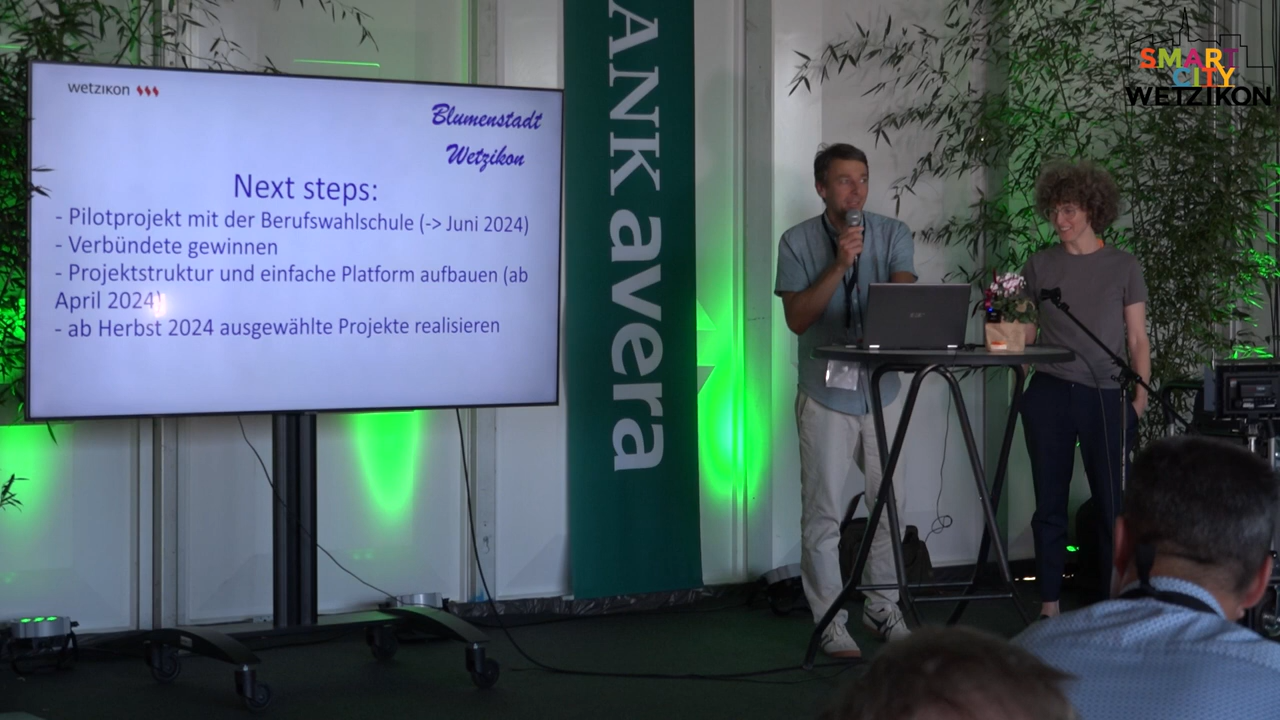 wetzikon
Blumenstadt
Wetzikon
Next steps:
- Pilotprojekt mit der Berufswahlschule (-> Juni 2024)
- Verbündete gewinnen
- Projektstruktur und einfache Platform aufbauen (ab
April 2024)
- ab Herbst 2024 ausgewählte Projekte realisieren
ANK avera
SMART
CITY
WETZIKON
acer